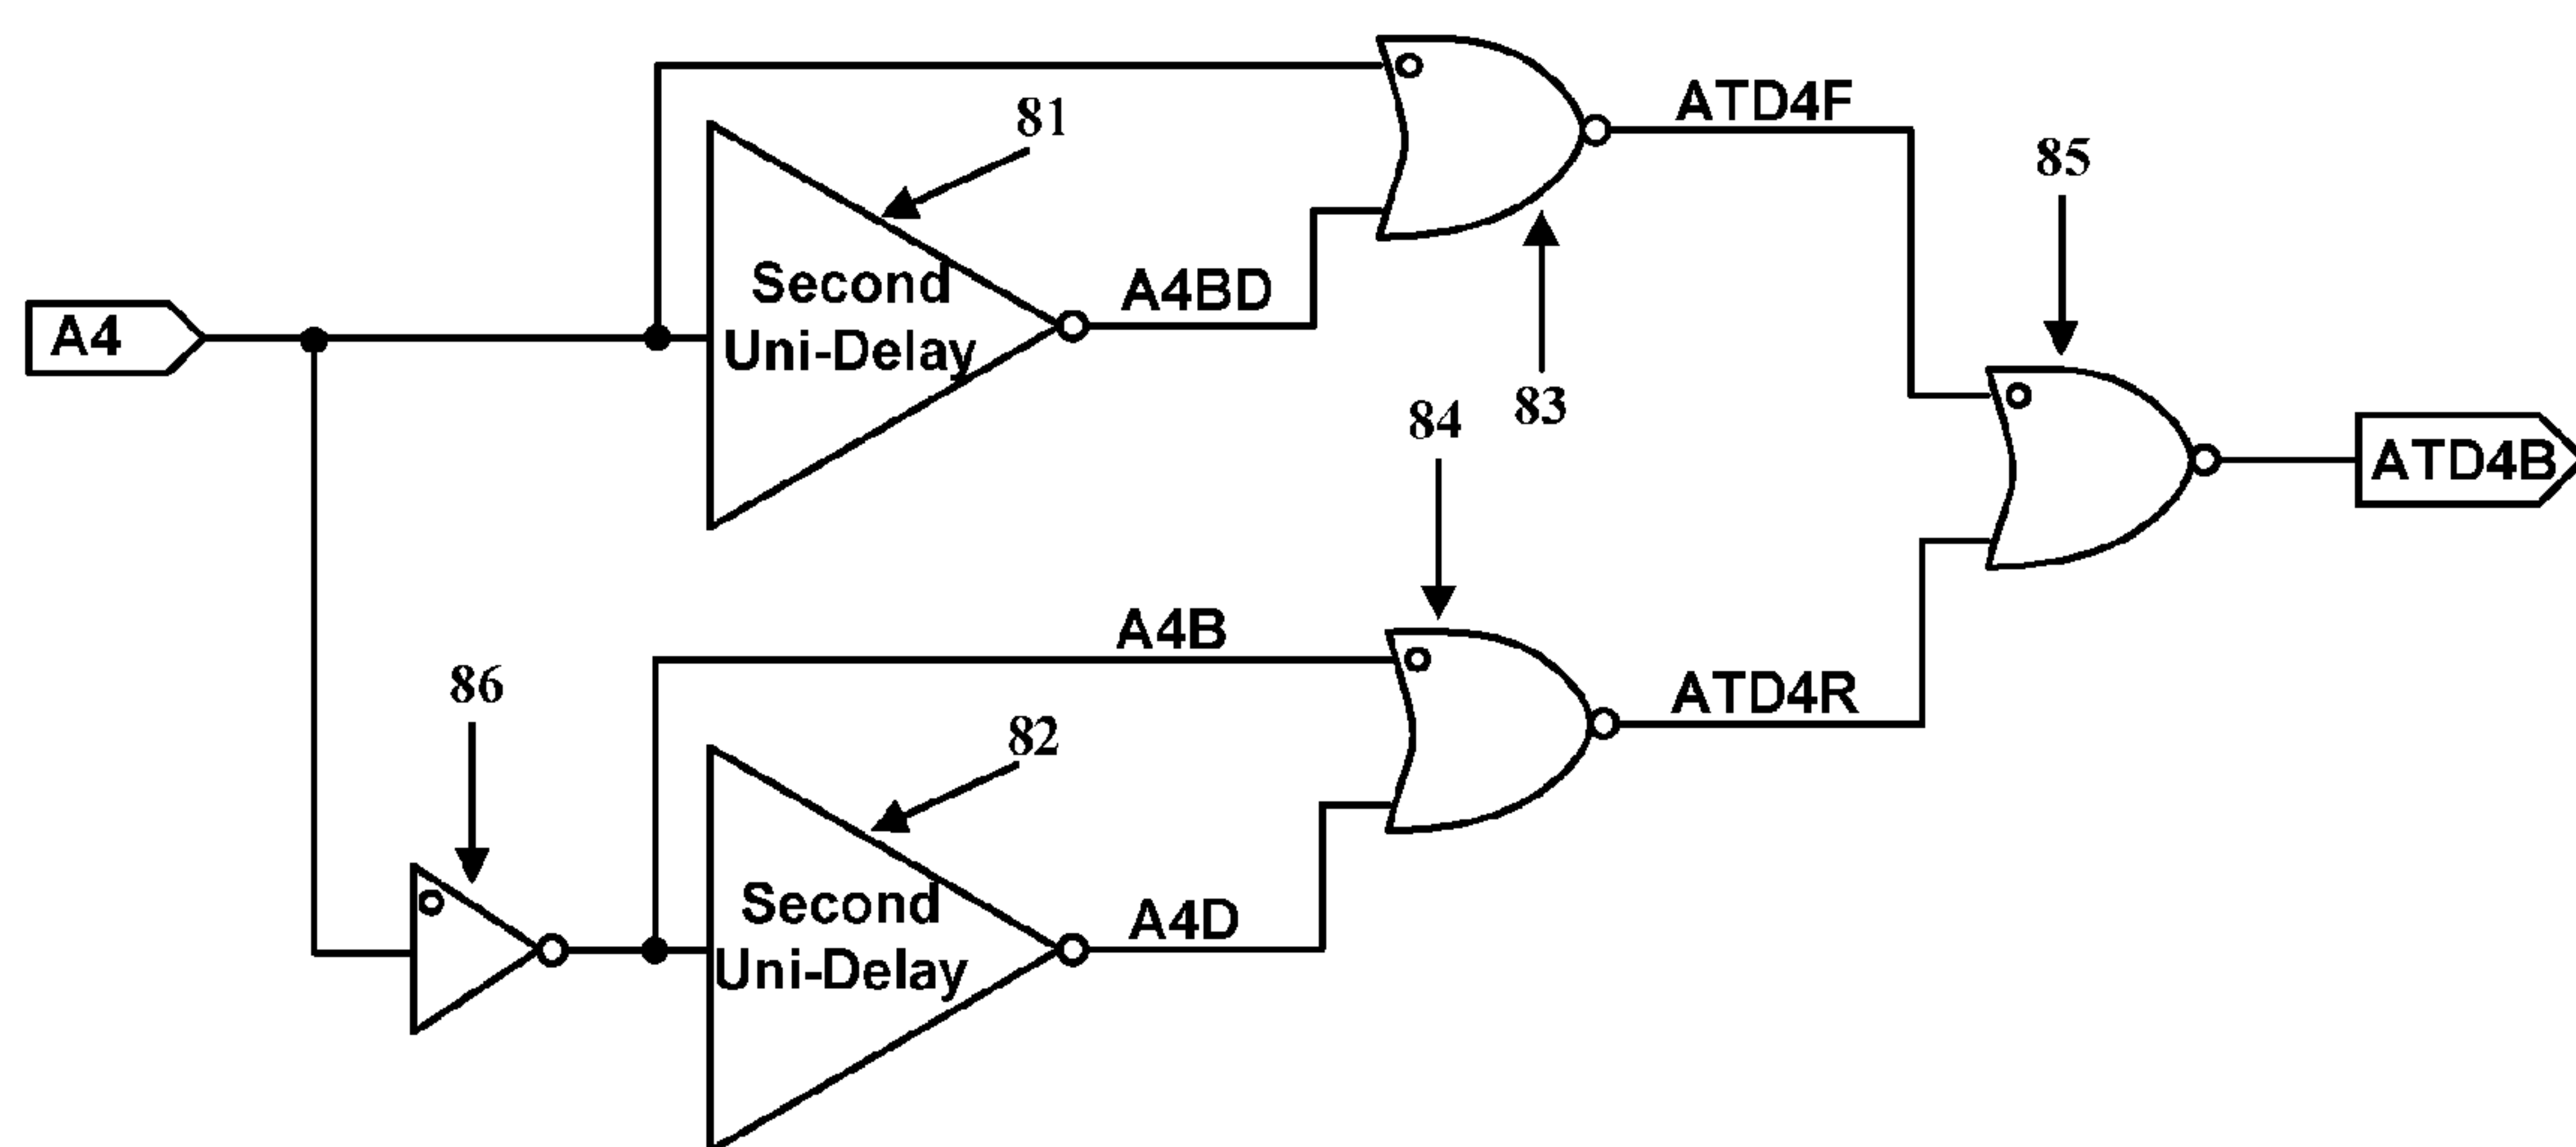 ATD4F
81
85
Second
Uni-Delay
A4BD
A4
83
84
ATD4B
A4B
86
82
ATD4R
Second
Uni-Delay
A4D